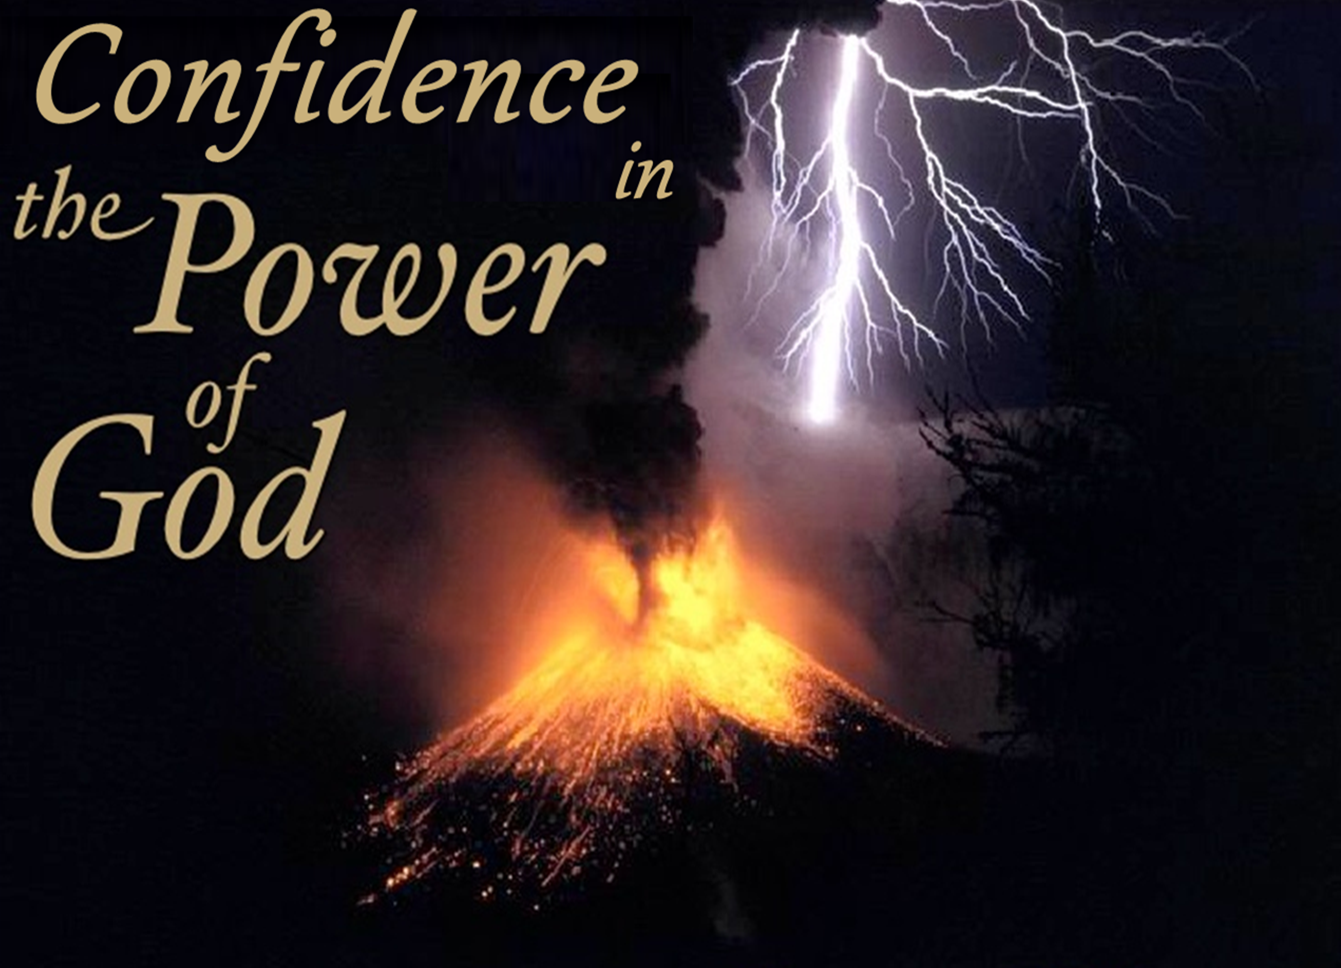 Confidence
in
the Power
of
God